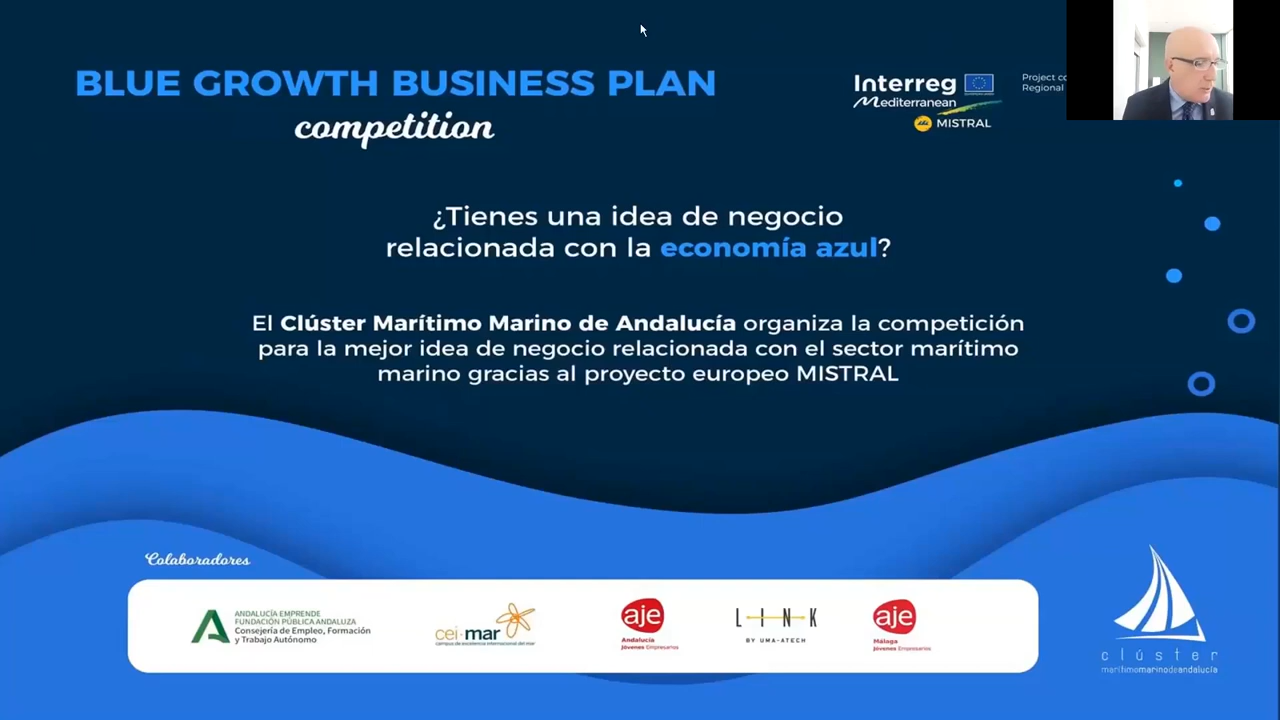 BLUE GROWTH BUSINESS PLAN
competition
Interreg
Mediterranean
MISTRAL
Project co
Regional
¿Tienes una idea de negocio
relacionada con la economía azul?
El Clúster Marítimo Marino de Andalucía organiza la competición
para la mejor idea de negocio relacionada con el sector marítimo
marino gracias al proyecto europeo MISTRAL
Colaboradores
ANDALUCÍA EMPRENDE
FUNDACIÓN PÚBLICA ANDALUZA
Consejería de Empleo, Formación
y Trabajo Autónomo
cei·mar
campus de excelencia internacional del mar
aje
Andalucía
Jóvenes Empresarios
LINK
BY UMA-ATECH
aje
Málaga
Jóvenes Empresarios
clúster
marítimomarinodeandalucía